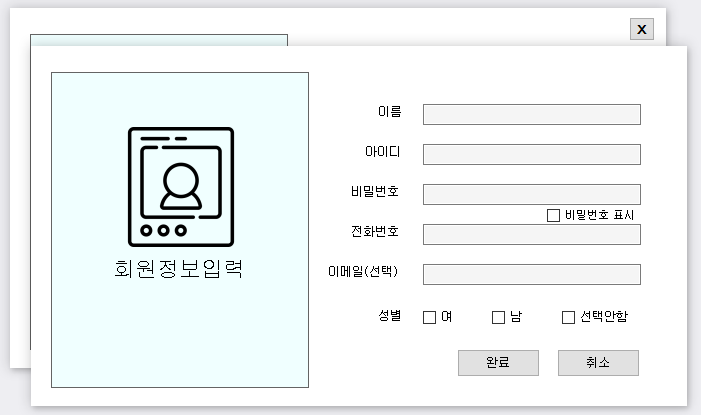 X
회원정보입력
이름
아이디
비밀번호
비밀번호 표시
전화번호
이메일(선택)
성별 여 남 선택안함
완료 취소